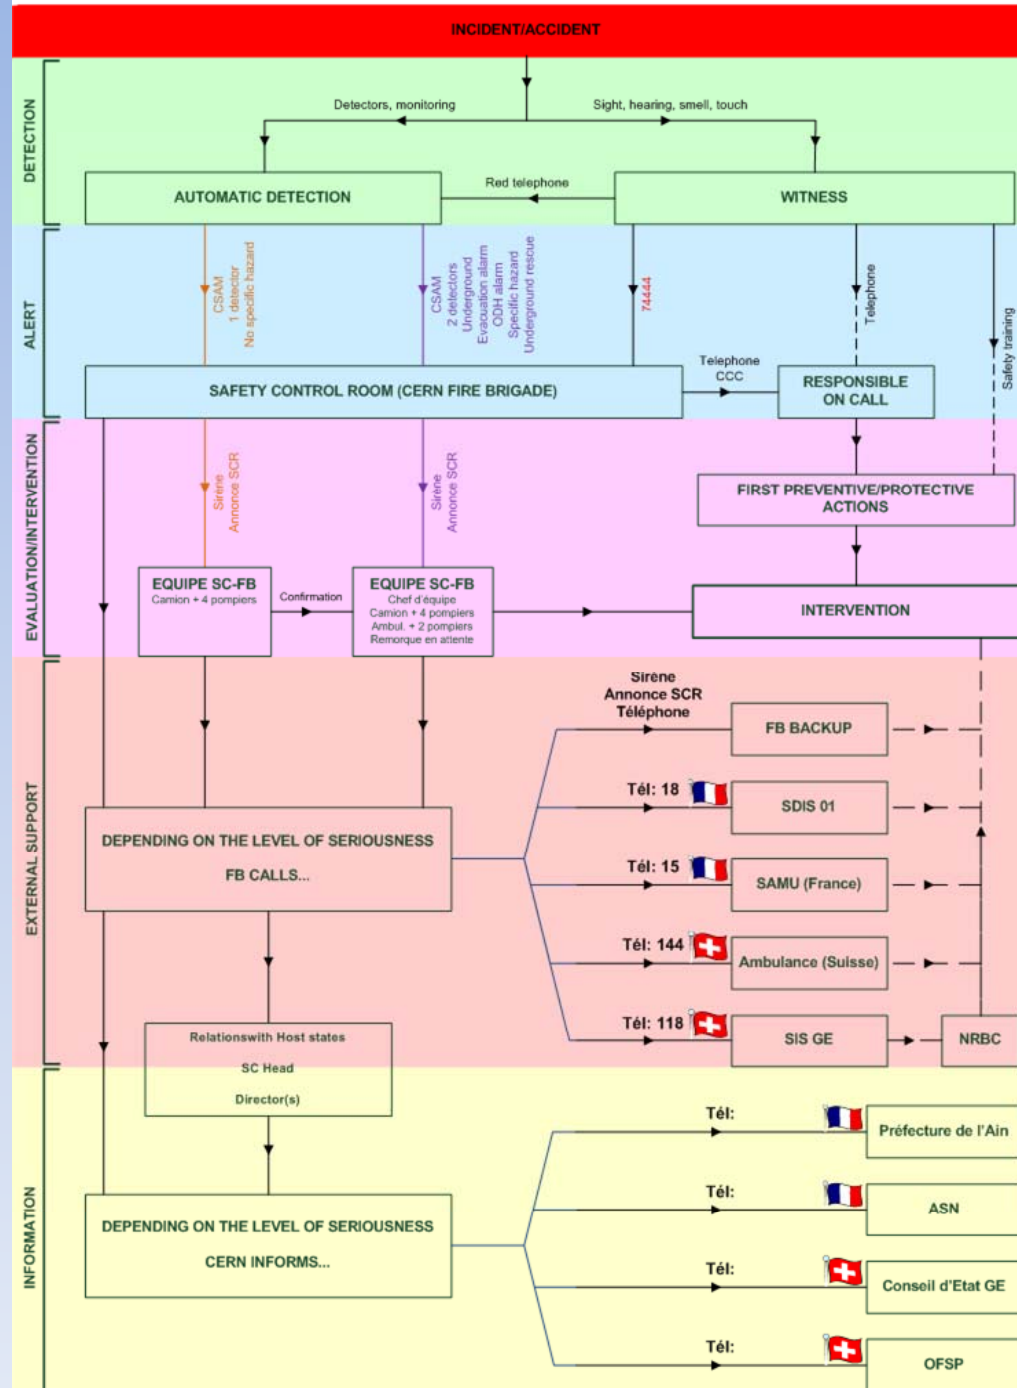 INCIDENT/ACCIDENT
DETECTION
Detectors, monitoring
Sight, hearing, smell, touch
AUTOMATIC DETECTION
Red telephone
WITNESS
ALERT
CSAM
1 detector
No specific hazard
CSAM
2 detectors
Underground
Evacuation alarm
ODH alarm
Specific hazard
Underground rescue
74444
Telephone
Safety training
SAFETY CONTROL ROOM (CERN FIRE BRIGADE)
Telephone
CCC
RESPONSIBLE
ON CALL
EVALUATION/INTERVENTION
Sirène
Annonce SCR
Sirène
Annonce SCR
FIRST PREVENTIVE/PROTECTIVE
ACTIONS
EQUIPE SC-FB
Camion + 4 pompiers
Confirmation
EQUIPE SC-FB
Chef d'équipe
Camion + 4 pompiers
Ambul. + 2 pompiers
Remorque en attente
INTERVENTION
EXTERNAL SUPPORT
Sirène
Annonce SCR
Téléphone
FB BACKUP
Tél: 18
SDIS 01
DEPENDING ON THE LEVEL OF SERIOUSNESS
FB CALLS...
Tél: 15
SAMU (France)
Tél: 144
Ambulance (Suisse)
Tél: 118
SIS GE
NRBC
Relationswith Host states
SC Head
Director(s)
INFORMATION
Tél:
Préfecture de l'Ain
Tél:
ASN
DEPENDING ON THE LEVEL OF SERIOUSNESS
CERN INFORMS...
Tél:
Conseil d'Etat GE
Tél:
OFSP